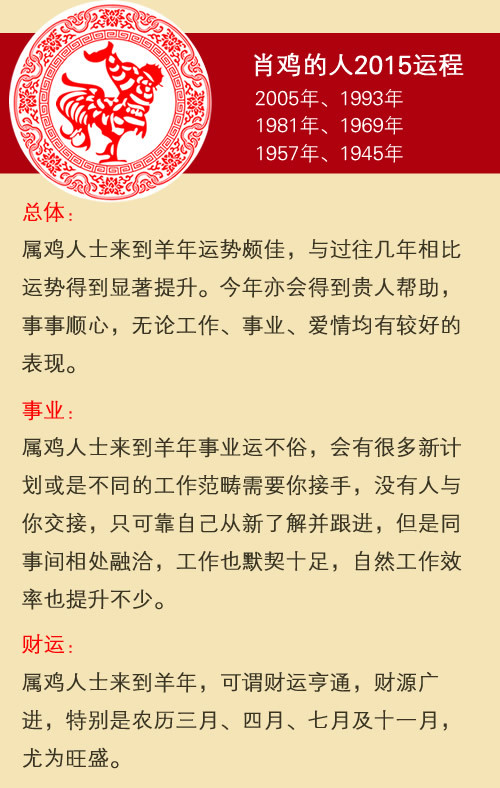 肖鸡的人2015运程
2005年、1993年
1981年、1969年
1957年、1945年
总体：
属鸡人士来到羊年运势颇佳，与过往几年相比
运势得到显著提升。今年亦会得到贵人帮助，
事事顺心，无论工作、事业、爱情均有较好的
表现。
事业：
属鸡人士来到羊年事业运不俗，会有很多新计
划或是不同的工作范畴需要你接手，没有人与
你交接，只可靠自己从新了解并跟进，但是同
事间相处融洽，工作也默契十足，自然工作效
率也提升不少。
财运：
属鸡人士来到羊年，可谓财运亨通，财源广
进，特别是农历三月、四月、七月及十一月，
尤为旺盛。